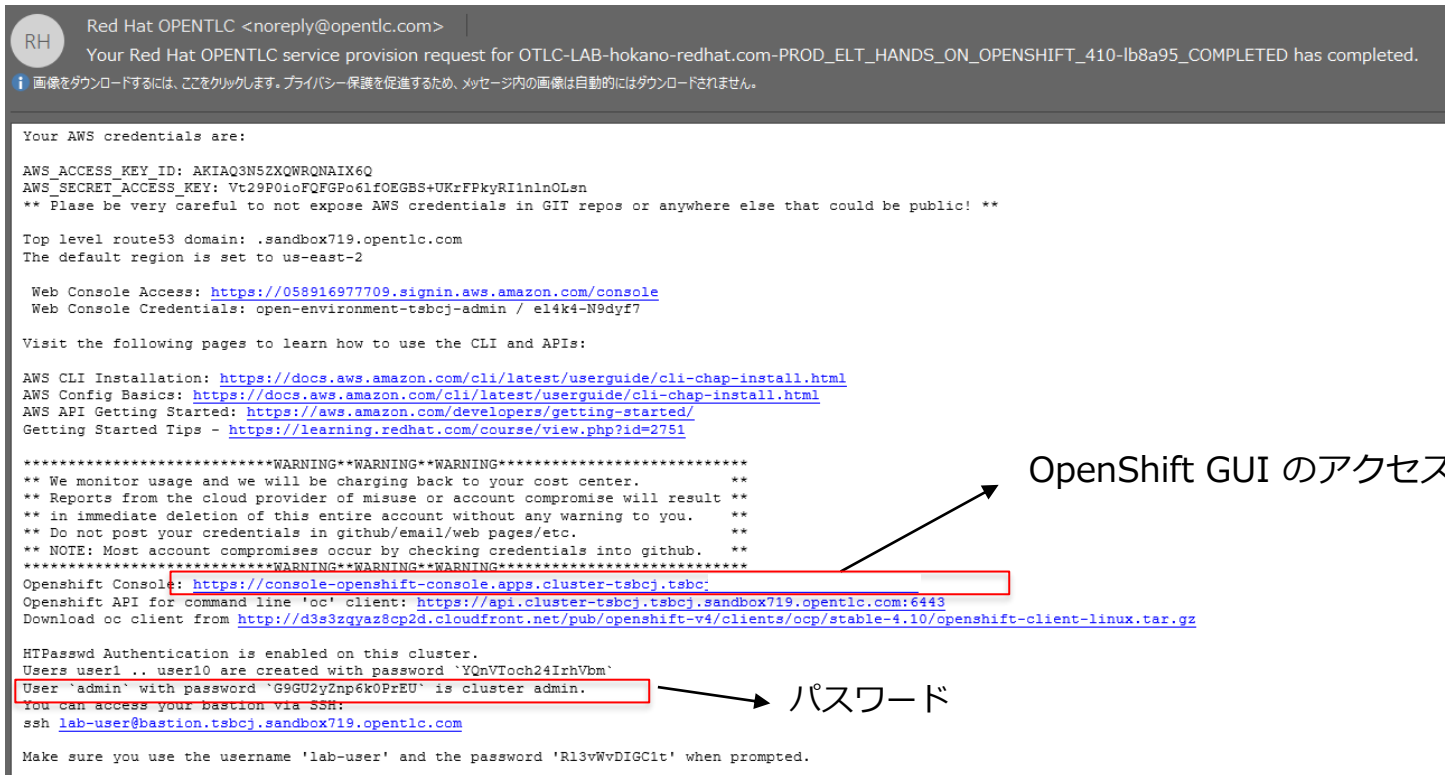 RH
Red Hat OPENTLC <noreply@opentlc.com>
Your Red Hat OPENTLC service provision request for OTLC-LAB-hokano-redhat.com-PROD_ELT_HANDS_ON_OPENSHIFT_410-lb8a95_COMPLETED has completed.
画像をダウンロードするには、ここをクリックします。プライバシー保護を促進するため、メッセージ内の画像は自動的にはダウンロードされません。
Your AWS credentials are:
AWS_ACCESS_KEY_ID: AKIAQ3N5ZXQWRQNAIX6Q
AWS_SECRET_ACCESS_KEY: Vt29P0ioFQFGPo6lfOEGBS+UKrFPkyRI1nlnOLsn
** Plase be very careful to not expose AWS credentials in GIT repos or anywhere else that could be public! **
Top level route53 domain: .sandbox719.opentlc.com
The default region is set to us-east-2
Web Console Access: https://058916977709.signin.aws.amazon.com/console
Web Console Credentials: open-environment-tsbcj-admin / el4k4-N9dyf7
Visit the following pages to learn how to use the CLI and APIs:
AWS CLI Installation: https://docs.aws.amazon.com/cli/latest/userguide/cli-chap-install.html
AWS Config Basics: https://docs.aws.amazon.com/cli/latest/userguide/cli-chap-install.html
AWS API Getting Started: https://aws.amazon.com/developers/getting-started/
Getting Started Tips - https://learning.redhat.com/course/view.php?id=2751
****************************WARNING**WARNING**WARNING****************************
** We monitor usage and we will be charging back to your cost center. **
** Reports from the cloud provider of misuse or account compromise will result **
** in immediate deletion of this entire account without any warning to you. **
** Do not post your credentials in github/email/web pages/etc. **
** NOTE: Most account compromises occur by checking credentials into github. **
****************************WARNING**WARNING**WARNING****************************
OpenShift GUI のアクセス
Openshift Console: https://console-openshift-console.apps.cluster-tsbcj.tsbcj
Openshift API for command line 'oc' client: https://api.cluster-tsbcj.tsbcj.sandbox719.opentlc.com:6443
Download oc client from http://d3s3zqyaz8cp2d.cloudfront.net/pub/openshift-v4/clients/ocp/stable-4.10/openshift-client-linux.tar.gz
HTPasswd Authentication is enabled on this cluster.
Users user1 .. user10 are created with password `YQnVToch24IrhVbm`
User `admin` with password `G9GU2yZnp6k0PrEU` is cluster admin.
パスワード
You can access your bastion via SSH:
ssh lab-user@bastion.tsbcj.sandbox719.opentlc.com
Make sure you use the username 'lab-user' and the password 'Rl3vWvDIGC1t' when prompted.